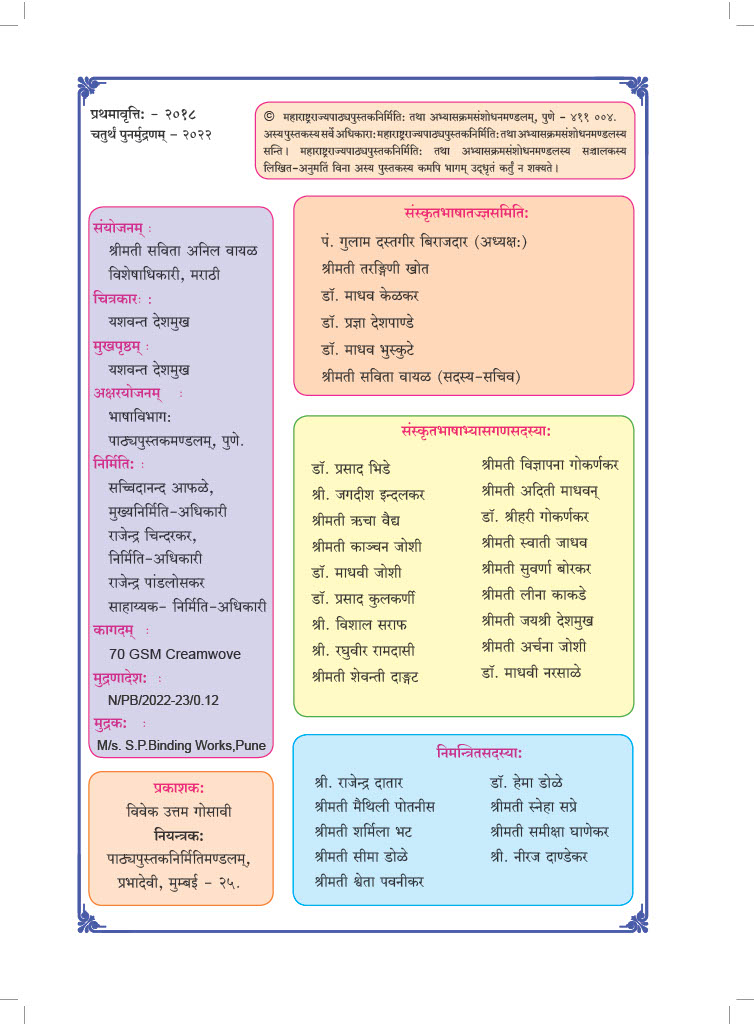 प्रथमावृत्ति: - २०१८
चतुर्थं पुनर्मुद्रणम् - २०२२
© महाराष्ट्रराज्यपाठ्यपुस्तकनिर्मिति: तथा अभ्यासक्रमसंशोधनमण्डलम्, पुणे - ४११ ००४.
अस्य पुस्तकस्य सर्वे अधिकारा: महाराष्ट्रराज्यपाठ्यपुस्तकनिर्मिति: तथा अभ्यासक्रमसंशोधनमण्डलस्य
सन्ति। महाराष्ट्रराज्यपाठ्यपुस्तकनिर्मिति: तथा अभ्यासक्रमसंशोधनमण्डलस्य सञ्चालकस्य
लिखित-अनुमतिं विना अस्य पुस्तकस्य कमपि भागम् उद्धृतं कर्तुं न शक्यते।
संयोजनम् :
श्रीमती सविता अनिल वायळ
विशेषाधिकारी, मराठी
चित्रकार: :
यशवन्त देशमुख
मुखपृष्ठम् :
यशवन्त देशमुख
अक्षरयोजनम् :
भाषाविभाग:
पाठ्यपुस्तकमण्डलम्, पुणे.
निर्मिति: :
सच्चिदानन्द आफळे,
मुख्यनिर्मिति-अधिकारी
राजेन्द्र चिन्दरकर,
निर्मिति-अधिकारी
राजेन्द्र पांडलोसकर
साहाय्यक- निर्मिति-अधिकारी
कागदम् :
70 GSM Creamwove
मुद्रणादेश: :
N/PB/2022-23/0.12
मुद्रक: :
M/s. S.P.Binding Works,Pune
प्रकाशक:
विवेक उत्तम गोसावी
नियन्त्रक:
पाठ्यपुस्तकनिर्मितिमण्डलम्,
प्रभादेवी, मुम्बई - २५.
संस्कृतभाषातज्ज्ञसमिति:
पं. गुलाम दस्तगीर बिराजदार (अध्यक्ष:)
श्रीमती तरङ्गिणी खोत
डॉ. माधव केळकर
डॉ. प्रज्ञा देशपाण्डे
डॉ. माधव भुस्कुटे
श्रीमती सविता वायळ (सदस्य-सचिव)
संस्कृतभाषाभ्यासगणसदस्या:
डॉ. प्रसाद भिडे
श्री. जगदीश इन्दलकर
श्रीमती ऋचा वैद्य
श्रीमती काञ्चन जोशी
डॉ. माधवी जोशी
डॉ. प्रसाद कुलकर्णी
श्री. विशाल सराफ
श्री. रघुवीर रामदासी
श्रीमती शेवन्ती दाङ्गट
श्रीमती विज्ञापना गोकर्णकर
श्रीमती अदिती माधवन्
डॉ. श्रीहरी गोकर्णकर
श्रीमती स्वाती जाधव
श्रीमती सुवर्णा बोरकर
श्रीमती लीना काकडे
श्रीमती जयश्री देशमुख
श्रीमती अर्चना जोशी
डॉ. माधवी नरसाळे
निमन्त्रितसदस्या:
श्री. राजेन्द्र दातार
श्रीमती मैथिली पोतनीस
श्रीमती शर्मिला भट
श्रीमती सीमा डोळे
श्रीमती श्वेता पवनीकर
डॉ. हेमा डोळे
श्रीमती स्नेहा सप्रे
श्रीमती समीक्षा घाणेकर
श्री. नीरज दाण्डेकर